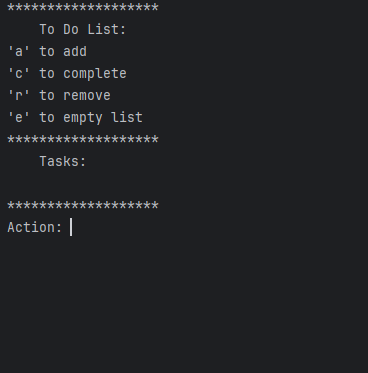 *******************
    To Do List:
'a' to add
'c' to complete
'r' to remove
'e' to empty list
*******************
    Tasks:

*******************
Action: